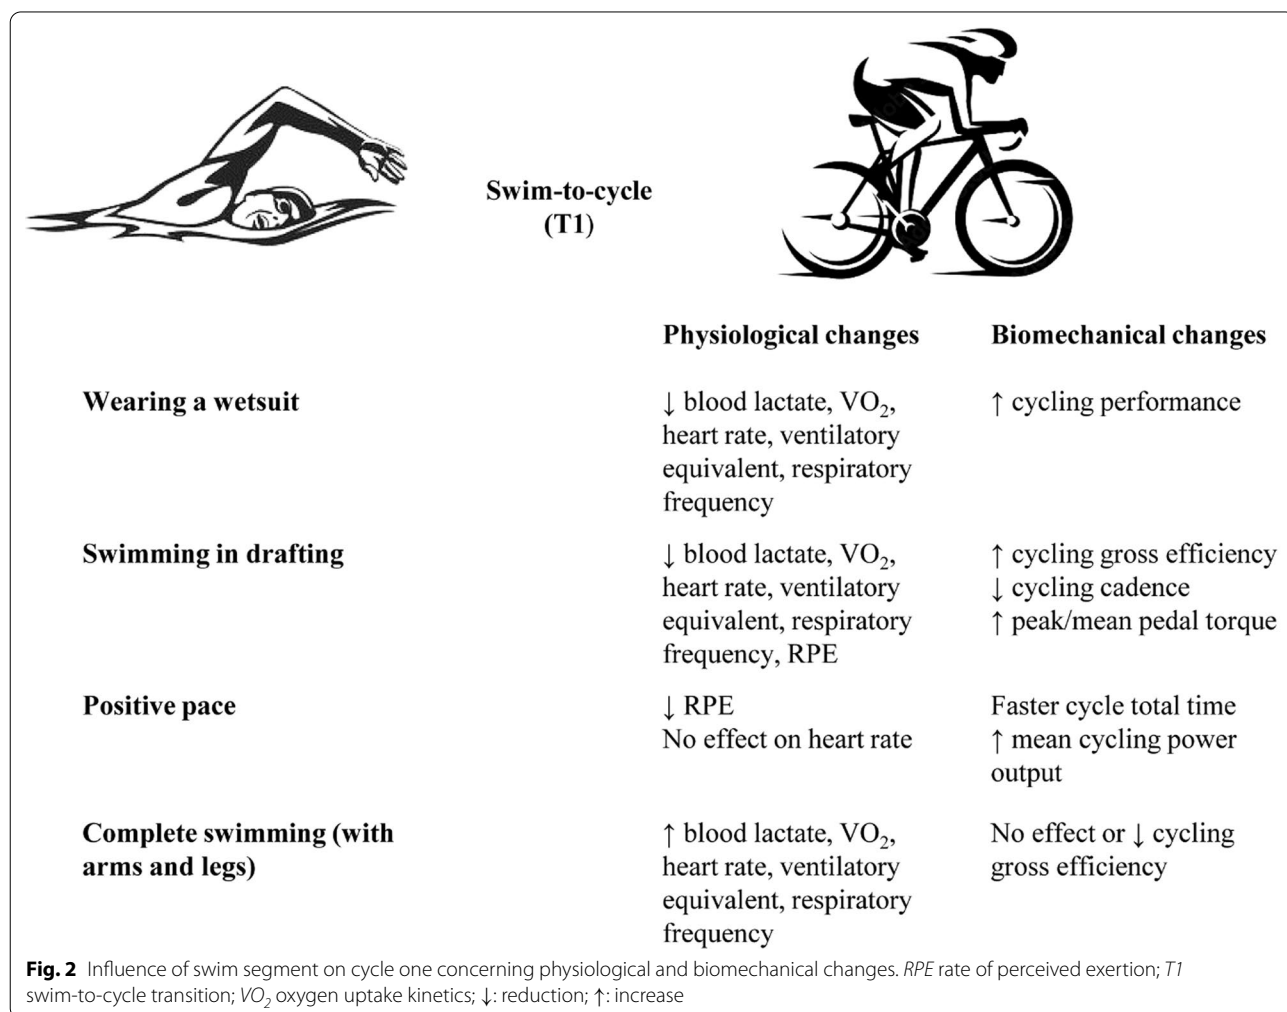 Swim-to-cycle
(T1)
Physiological changes
Biomechanical changes
Wearing a wetsuit
↓ blood lactate, VO₂,
heart rate, ventilatory
equivalent, respiratory
frequency
↑ cycling performance
Swimming in drafting
↓ blood lactate, VO₂,
heart rate, ventilatory
equivalent, respiratory
frequency, RPE
↑ cycling gross efficiency
↓ cycling cadence
↑ peak/mean pedal torque
Positive pace
↓ RPE
No effect on heart rate
Faster cycle total time
↑ mean cycling power
output
Complete swimming (with
arms and legs)
↑ blood lactate, VO₂,
heart rate, ventilatory
equivalent, respiratory
frequency
No effect or ↓ cycling
gross efficiency
Fig. 2 Influence of swim segment on cycle one concerning physiological and biomechanical changes. RPE rate of perceived exertion; T1
swim-to-cycle transition; VO₂ oxygen uptake kinetics; ↓: reduction; ↑: increase